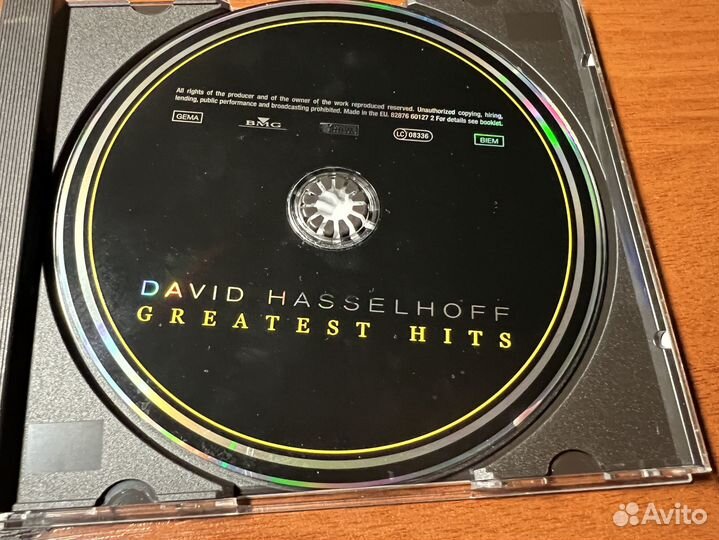 All rights of the producer and of the owner of the work reproduced reserved. Unauthorized copying, hiring,
lending, public performance and broadcasting prohibited. Made in the EU. 82876 60127 2 For details see booklet.
GEMA BMG LC 08336 BIEM
DAVID HASSELHOFF
GREATEST HITS
Avito